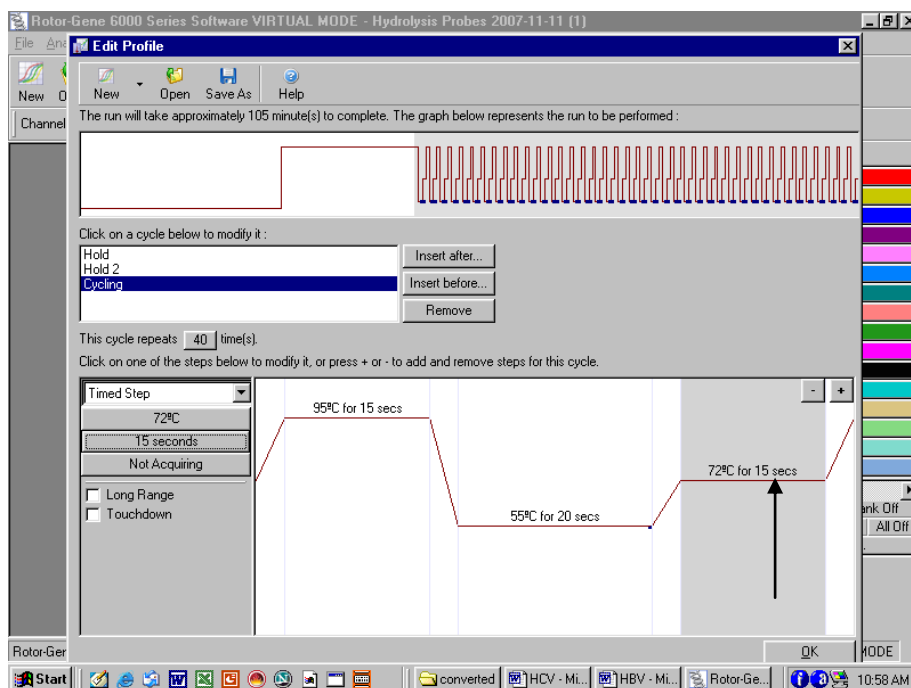 Rotor-Gene 6000 Series Software VIRTUAL MODE - Hydrolysis Probes 2007-11-11 (1)
File Ana
Edit Profile
New
New
Open
Save As
Help
Channel
The run will take approximately 105 minute(s) to complete. The graph below represents the run to be performed :
Click on a cycle below to modify it :
Hold
Hold 2
Cycling
Insert after...
Insert before...
Remove
This cycle repeats 40 time(s).
Click on one of the steps below to modify it, or press + or - to add and remove steps for this cycle.
Timed Step
- +
72ºC
15 seconds
Not Acquiring
Long Range
Touchdown
95ºC for 15 secs
55ºC for 20 secs
72ºC for 15 secs
ank Off
All Off
OK
Rotor-Ger
MODE
Start
converted
HCV - Mi...
HBV - Mi...
Rotor-Ge...
10:58 AM